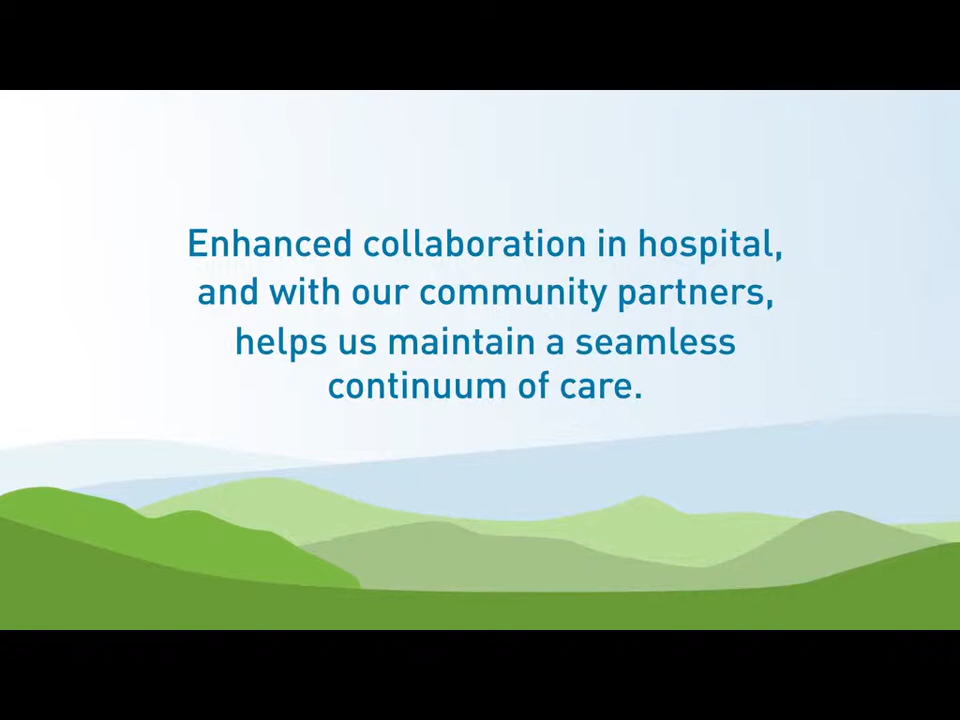 Enhanced collaboration in hospital,
and with our community partners,
helps us maintain a seamless
continuum of care.